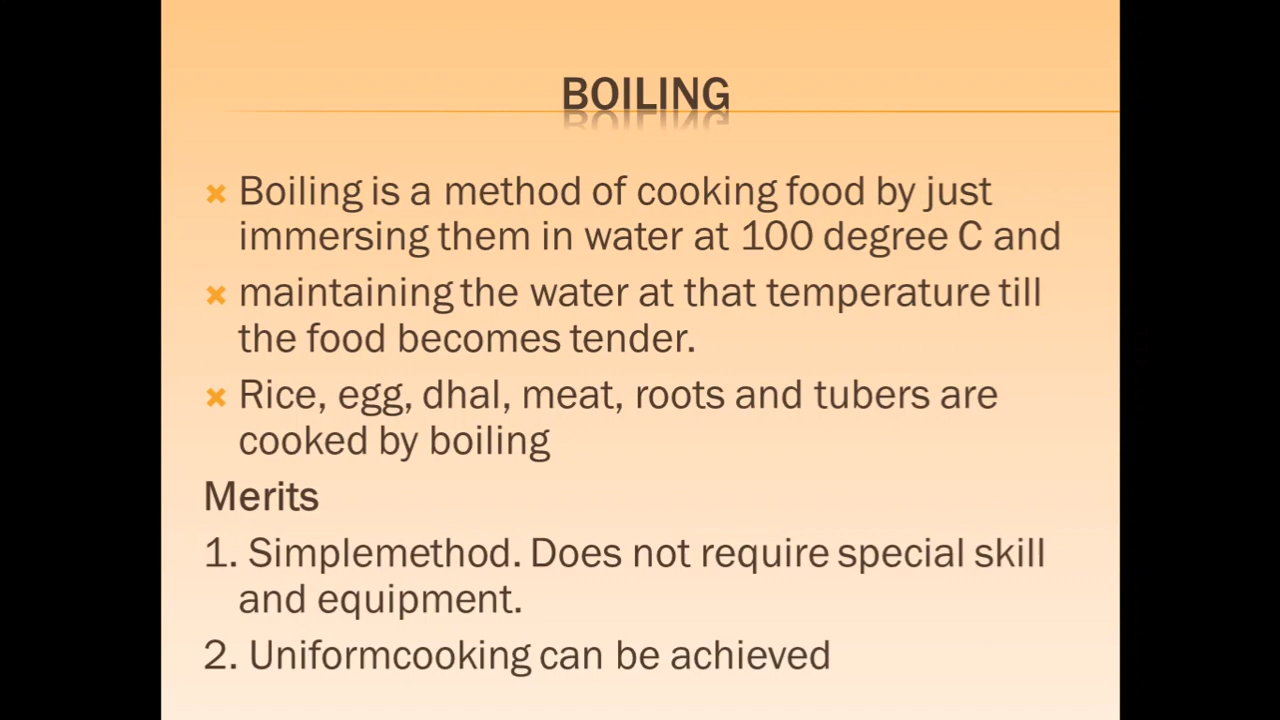 BOILING
Boiling is a method of cooking food by just
immersing them in water at 100 degree C and
maintaining the water at that temperature till
the food becomes tender.
Rice, egg, dhal, meat, roots and tubers are
cooked by boiling
Merits
1. Simplemethod. Does not require special skill
and equipment.
2. Uniformcooking can be achieved